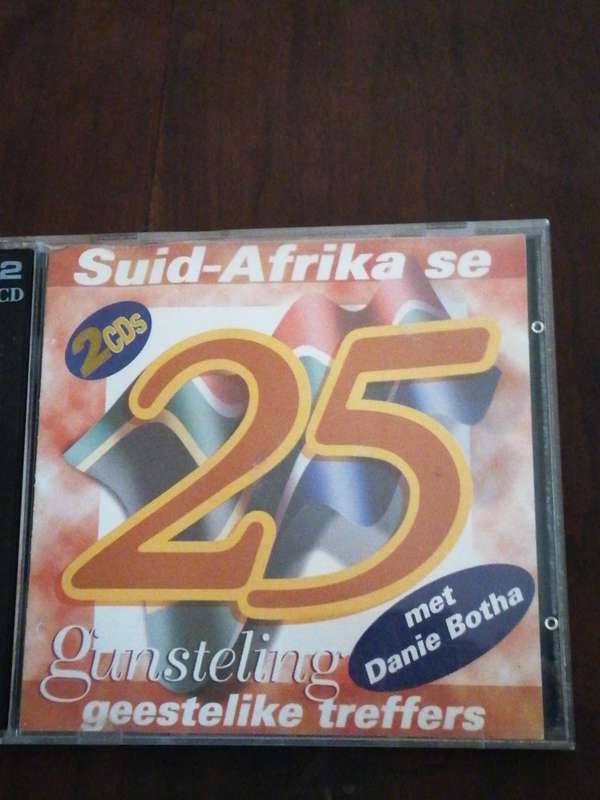 2
CD
Suid-Afrika se
2CDs
25
gunsteling
met
Danie Botha
geestelike treffers